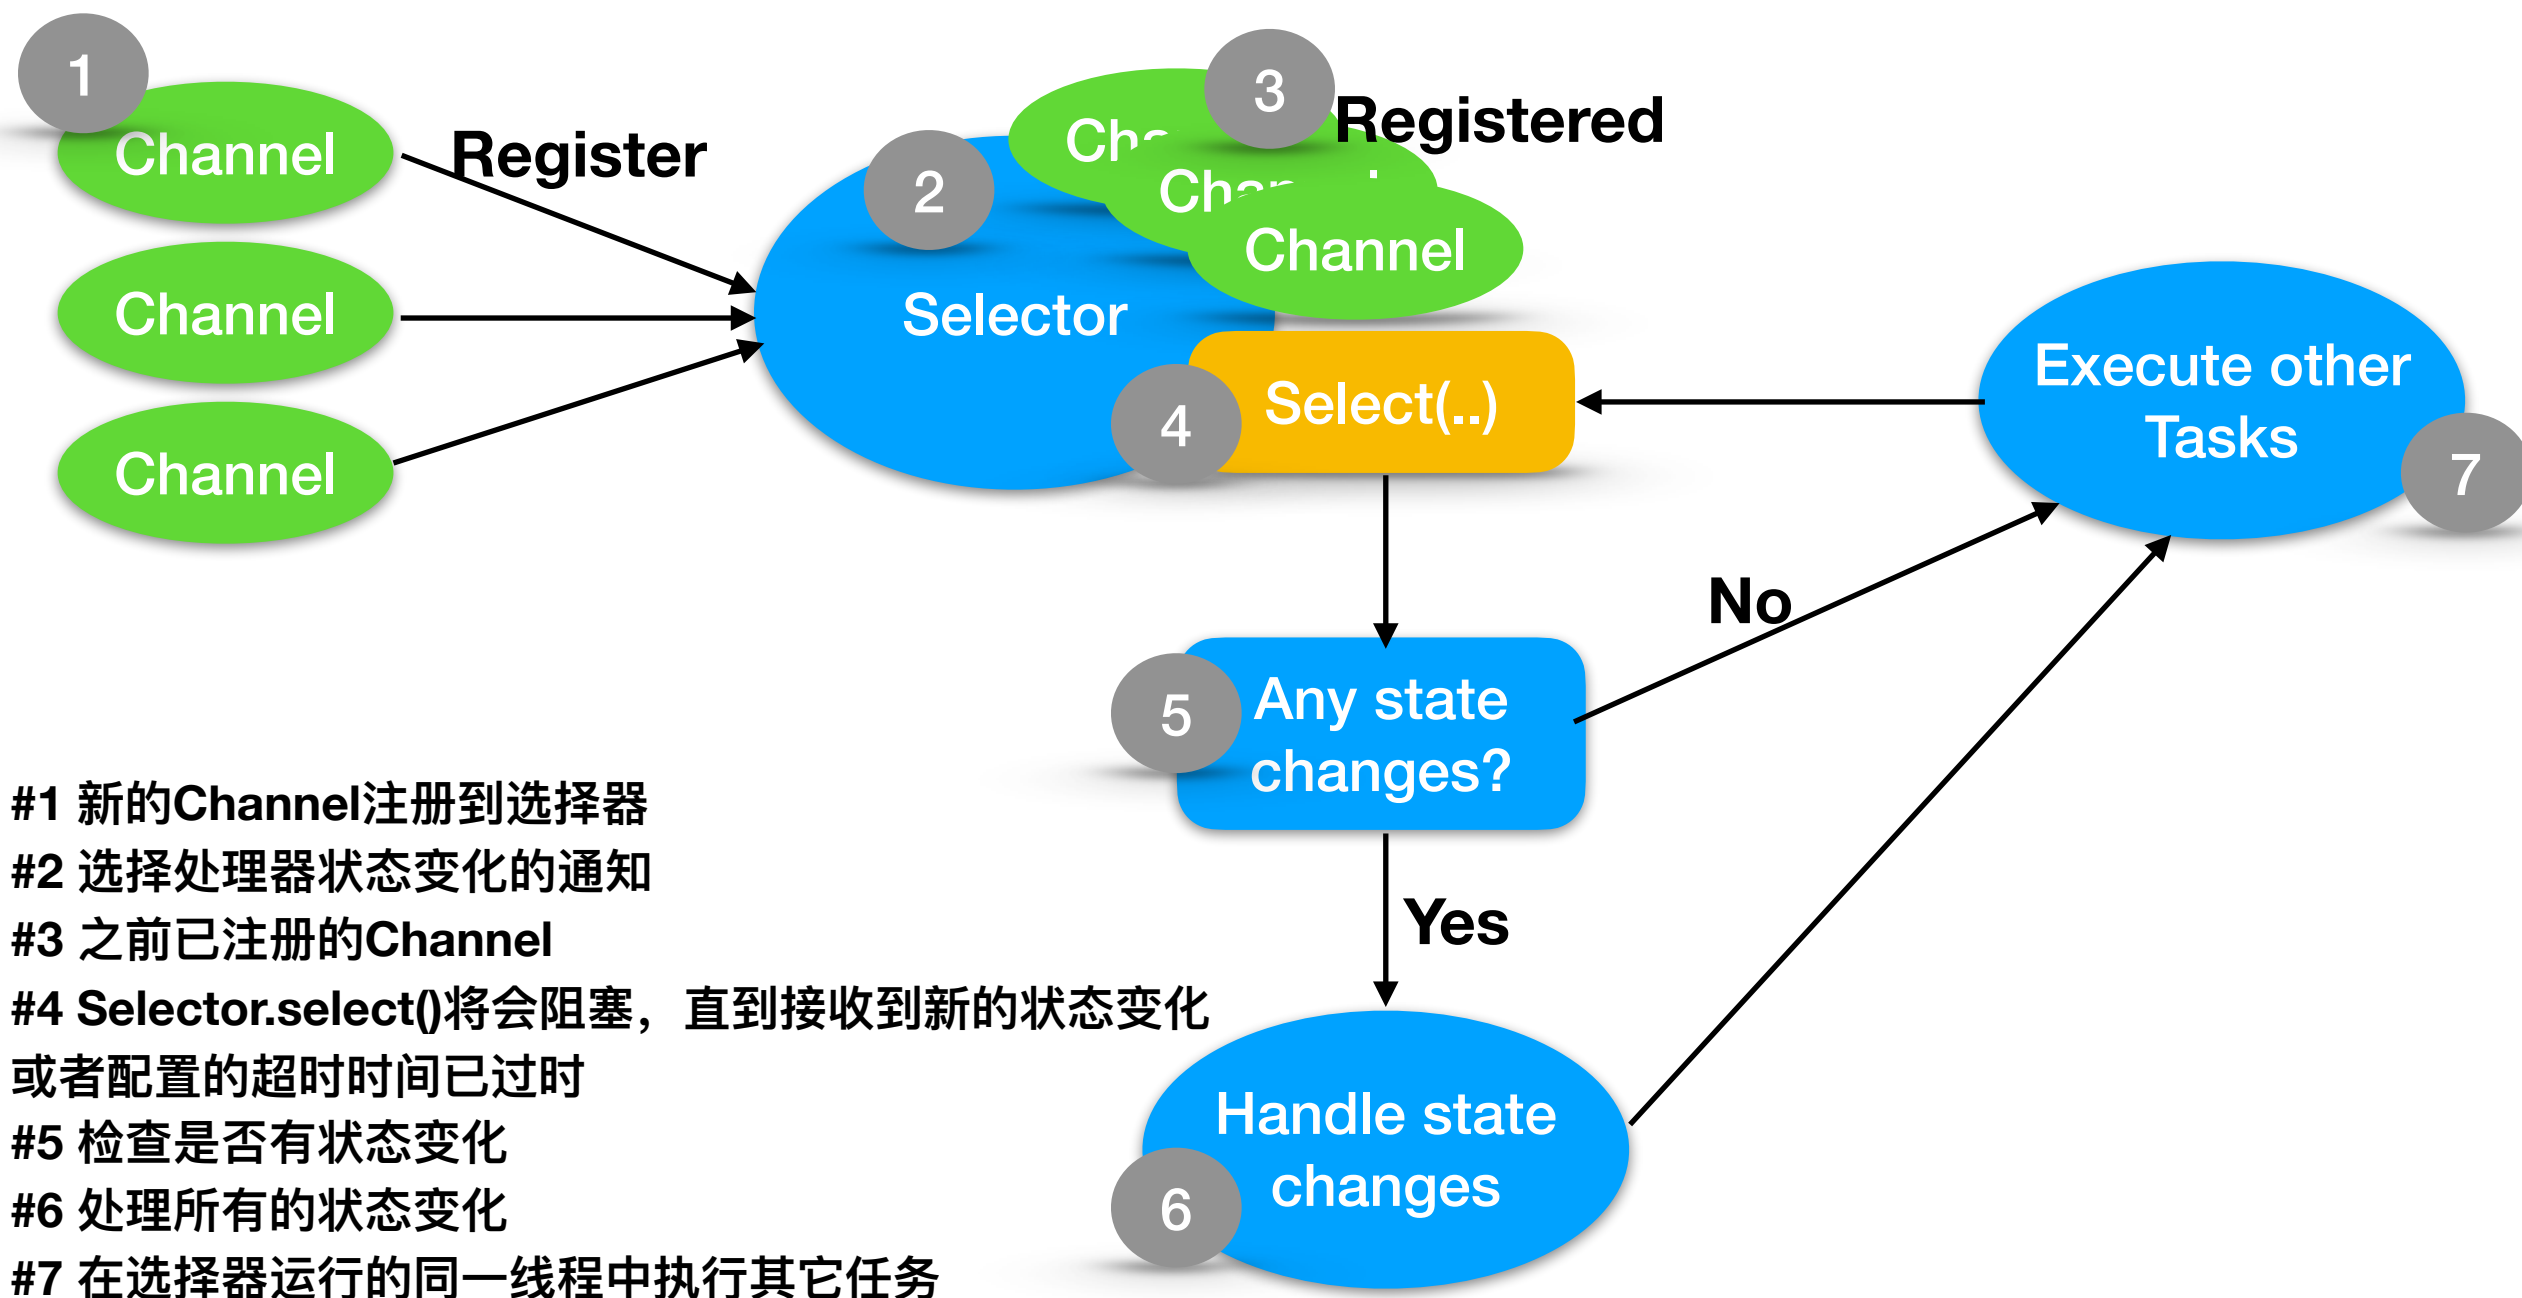 1
Channel
Register
2
3
Registered
Channel
Channel
Selector
Channel
Select(..)
4
Execute other
Tasks
7
Channel
No
5
Any state
changes?
Yes
Handle state
changes
6
#1 新的Channel注册到选择器
#2 选择处理器状态变化的通知
#3 之前已注册的Channel
#4 Selector.select()将会阻塞，直到接收到新的状态变化
或者配置的超时时间已过时
#5 检查是否有状态变化
#6 处理所有的状态变化
#7 在选择器运行的同一线程中执行其它任务